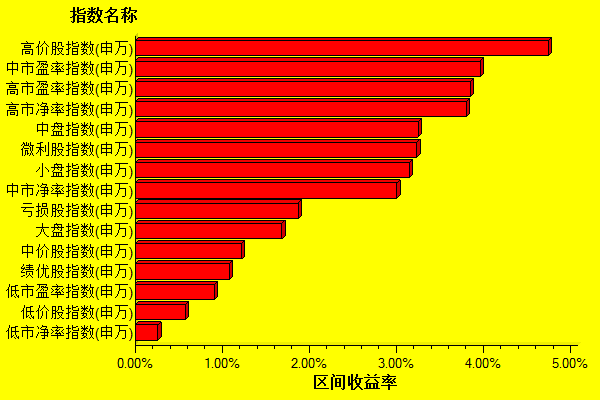 指数名称
高价股指数(申万)
中市盈率指数(申万)
高市盈率指数(申万)
高市净率指数(申万)
中盘指数(申万)
微利股指数(申万)
小盘指数(申万)
中市净率指数(申万)
亏损股指数(申万)
大盘指数(申万)
中价股指数(申万)
绩优股指数(申万)
低市盈率指数(申万)
低价股指数(申万)
低市净率指数(申万)
0.00% 1.00% 2.00% 3.00% 4.00% 5.00%
区间收益率